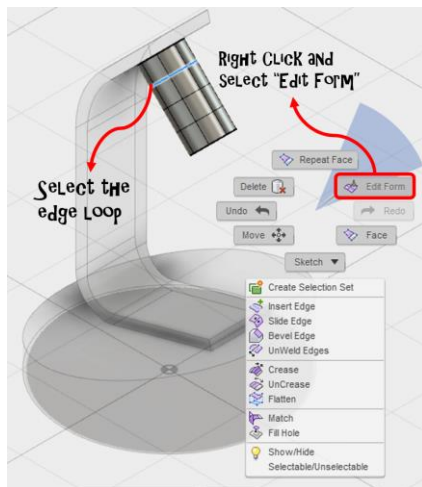 Right Click and
Select "Edit Form"
Select the
edge loop
Repeat Face
Delete
Edit Form
Undo
Redo
Move
Face
Sketch
Create Selection Set
Insert Edge
Slide Edge
Bevel Edge
UnWeld Edges
Crease
UnCrease
Flatten
Match
Fill Hole
Show/Hide
Selectable/Unselectable